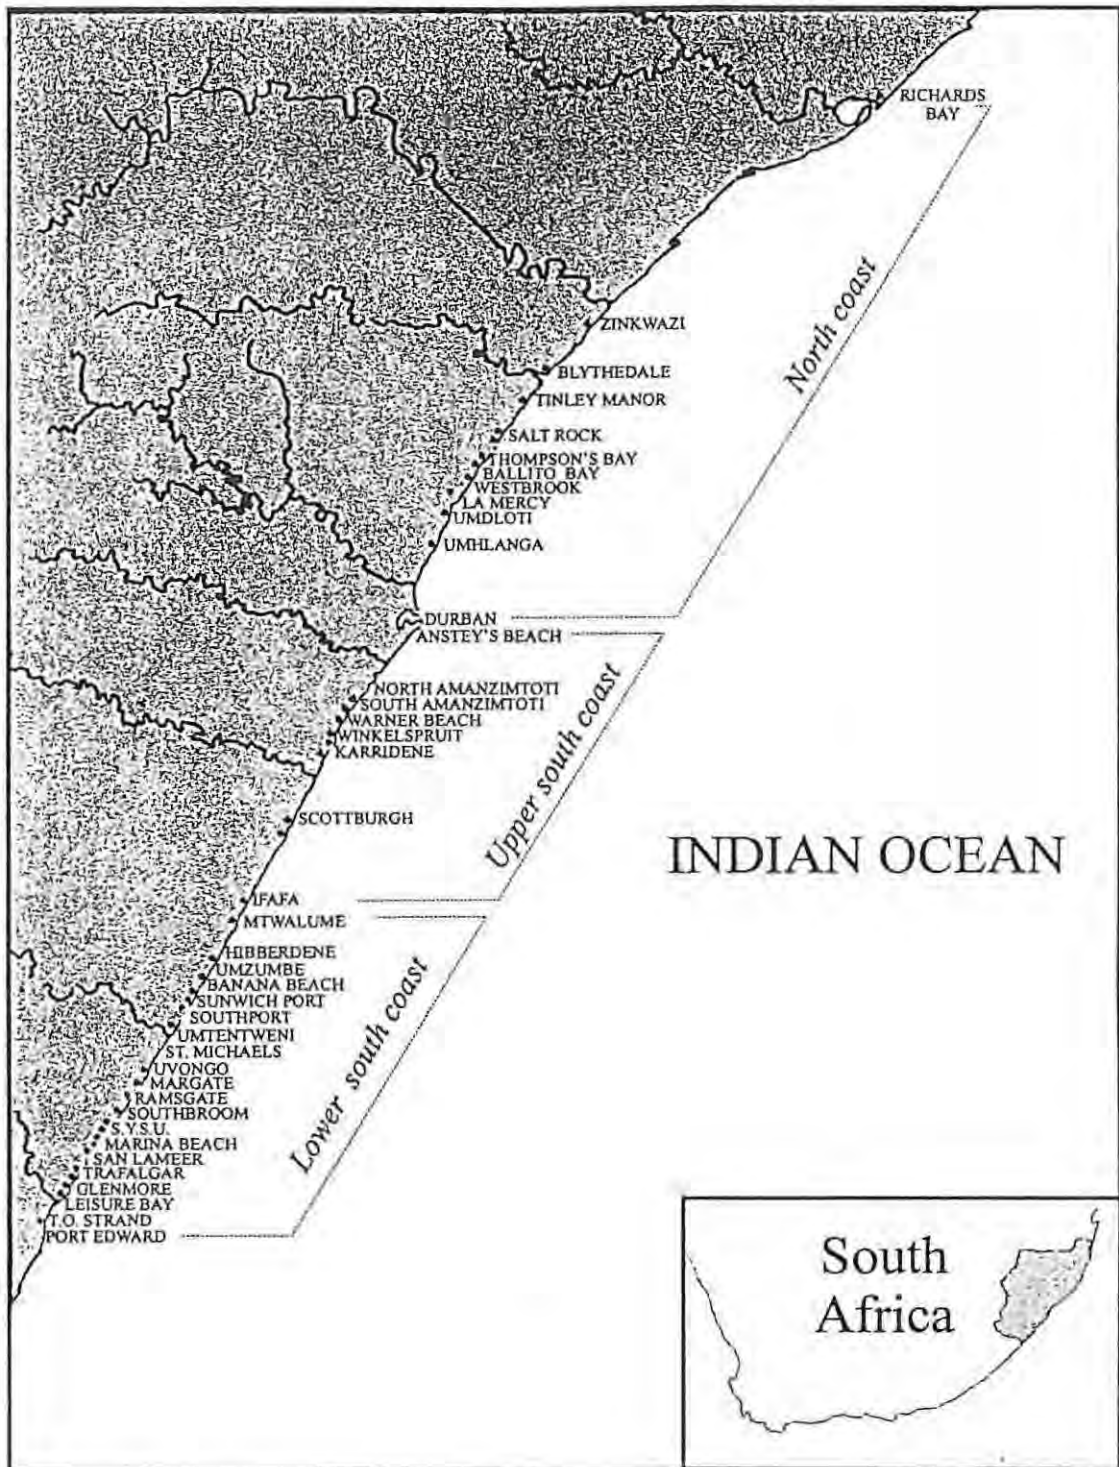 RICHARDS
BAY
North coast
ZINKWAZI
BLYTHEDALE
TINLEY MANOR
SALT ROCK
THOMPSON'S BAY
BALLITO BAY
WESTBROOK
LA MERCY
UMDLOTI
UMHLANGA
DURBAN
ANSTEY'S BEACH
Upper south coast
NORTH AMANZIMTOTI
SOUTH AMANZIMTOTI
WARNER BEACH
WINKELSPRUIT
KARRIDENE
SCOTTBURGH
INDIAN OCEAN
IFAFA
MTWALUME
Lower south coast
HIBBERDENE
UMZUMBE
BANANA BEACH
SUNWICH PORT
SOUTHPORT
UMTENTWENI
ST. MICHAELS
UVONGO
MARGATE
RAMSGATE
SOUTHBROOM
S.Y.S.U.
MARINA BEACH
SAN LAMEER
TRAFALGAR
GLENMORE
LEISURE BAY
T.O. STRAND
PORT EDWARD
South
Africa